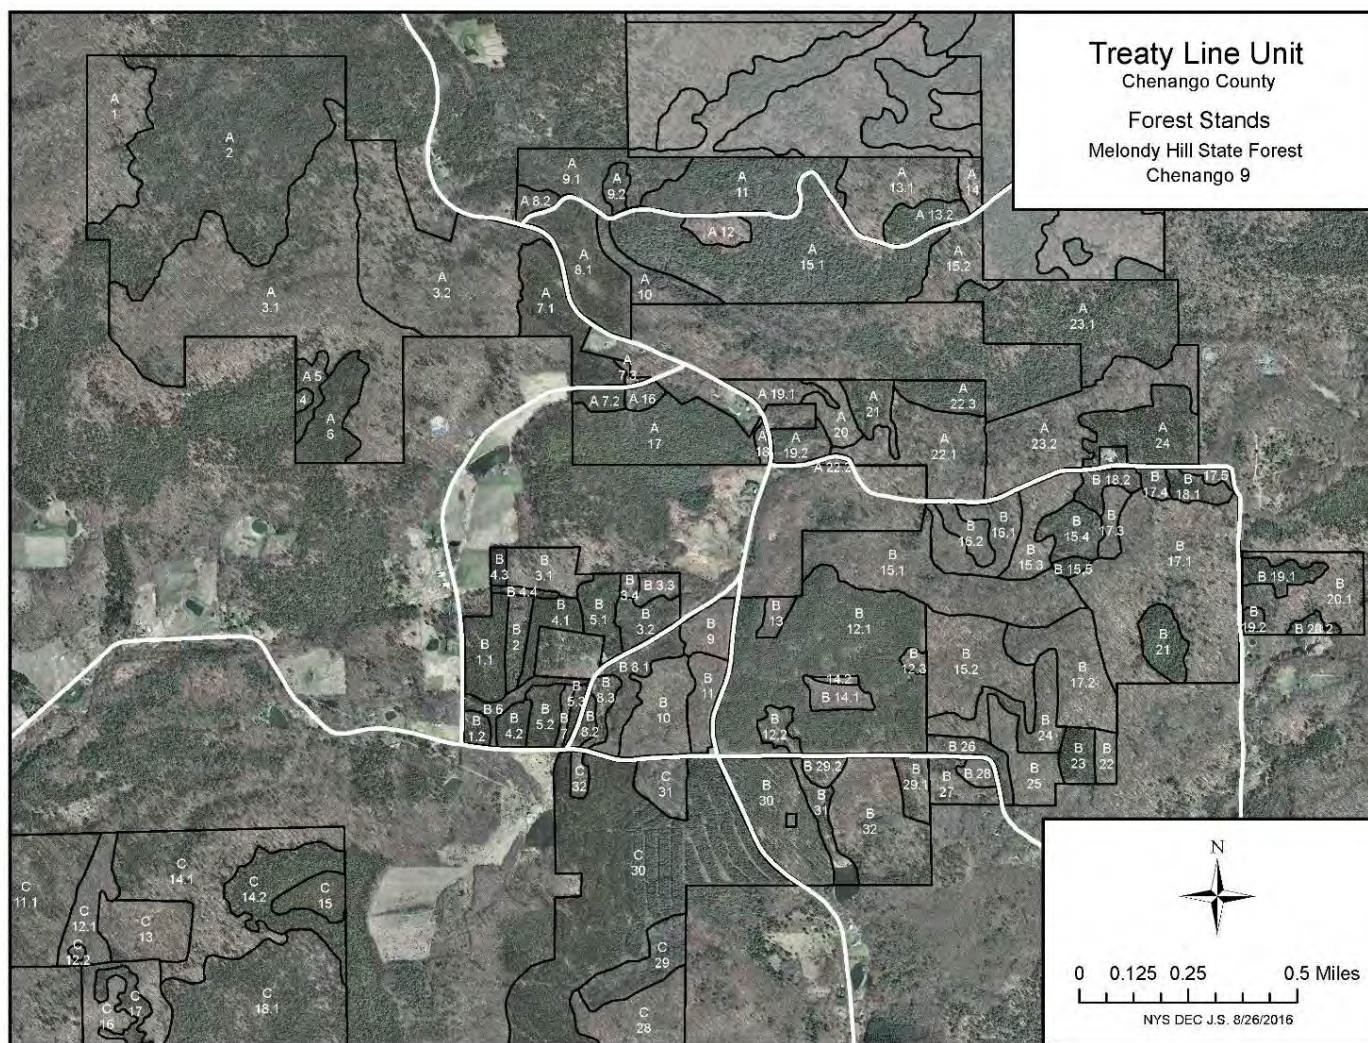 Treaty Line Unit
Chenango County
Forest Stands
Melondy Hill State Forest
Chenango 9
A
1
A
2
A
3.1
A
3.2
A 5
4
A
6
A
9.1
A
9.2
A 8.2
A
8.1
A
7.1
A
10
A
11
A 12
A
13.1
A
14
A 13.2
A
15.1
A
15.2
A
23.1
A
7.3
A 7.2
A 16
A
17
A 19.1
A
18
A
19.2
A
20
A
21
A
22.3
A
22.1
A 22.2
A
23.2
A
24
B
18.2
B
17.4
B
18.1
17.5
B
16.2
B
16.1
B
15.4
B
17.3
B
15.3
B 15.5
B
17.1
B
15.1
B 19.1
B
20.1
B
19.2
B
21
B
4.3
B
3.1
B 4.4
B
3.4
B 3.3
B
1.1
B
2
B
4.1
B
5.1
B
3.2
B
9
B
13
B
12.1
B
12.3
B
15.2
B
17.2
B 8.1
B
5.3
B
8.3
B
10
B
11
14.2
B 14.1
B 6
B
1.2
B
4.2
B
5.2
B
7
B
8.2
B
12.2
B
24
B 26
B
23
B
22
B 29.2
B
29.1
B 28
B
27
B
25
C
32
C
31
B
30
B
31
B
32
C
30
C
11.1
C
14.1
C
14.2
C
15
C
12.1
C
13
C
12.2
C
16
C
17
C
18.1
C
29
C
28
N
0 0.125 0.25 0.5 Miles
NYS DEC J.S. 8/26/2016